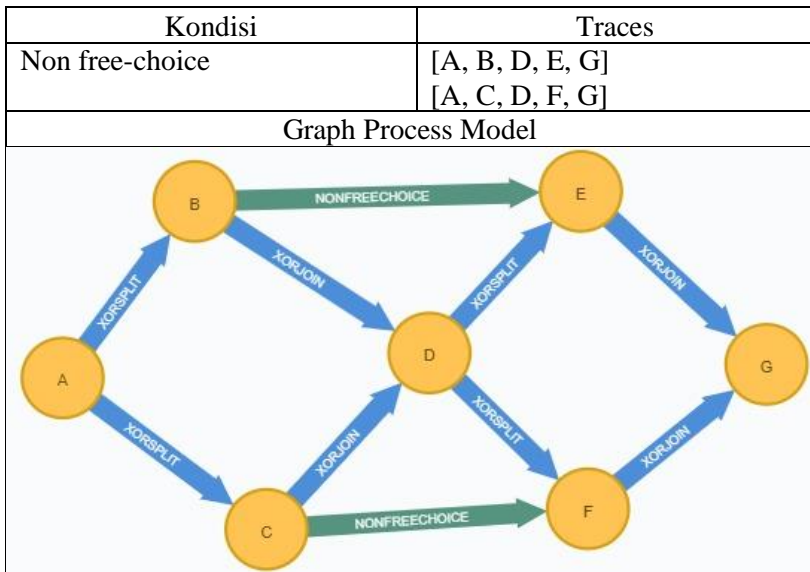 Kondisi Traces
Non free-choice [A, B, D, E, G]
[A, C, D, F, G]
Graph Process Model
B NONFREECHOICE E
XORSPLIT XORJOIN XORSPLIT XORJOIN
A D G
XORSPLIT XORJOIN XORSPLIT XORJOIN
C NONFREECHOICE F